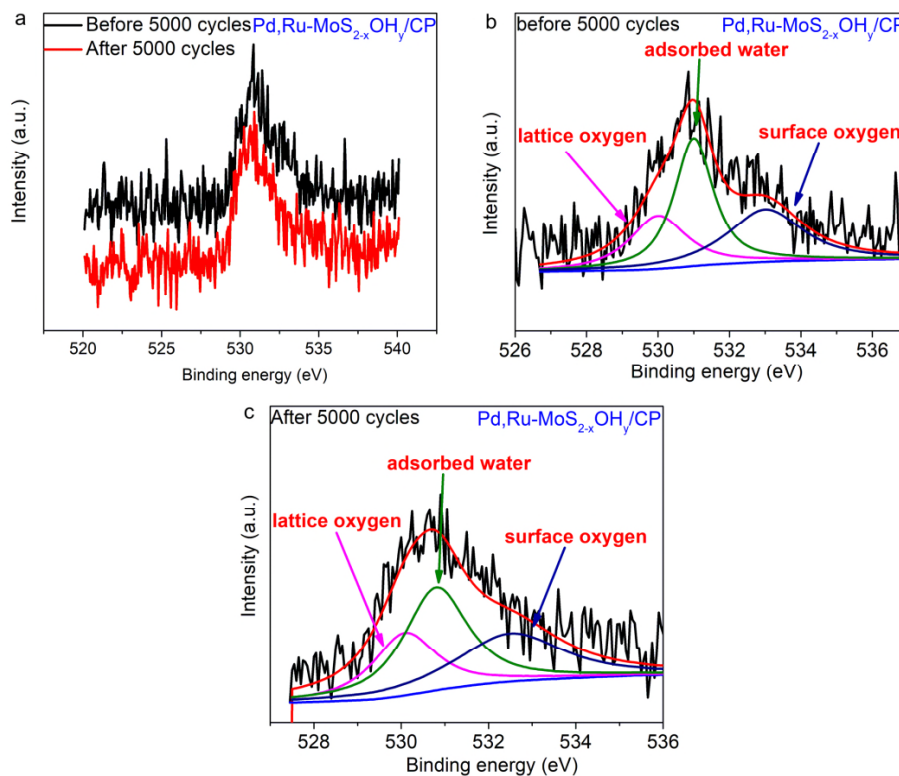 a
Before 5000 cycles Pd,Ru-MoS2-xOHy/CP
After 5000 cycles
Intensity (a.u.)
520 525 530 535 540
Binding energy (eV)
b
before 5000 cycles Pd,Ru-MoS2-xOHy/CP
adsorbed water
lattice oxygen
surface oxygen
Intensity (a.u.)
526 528 530 532 534 536
Binding energy (eV)
c
After 5000 cycles Pd,Ru-MoS2-xOHy/CP
adsorbed water
lattice oxygen
surface oxygen
Intensity (a.u.)
528 530 532 534 536
Binding energy (eV)